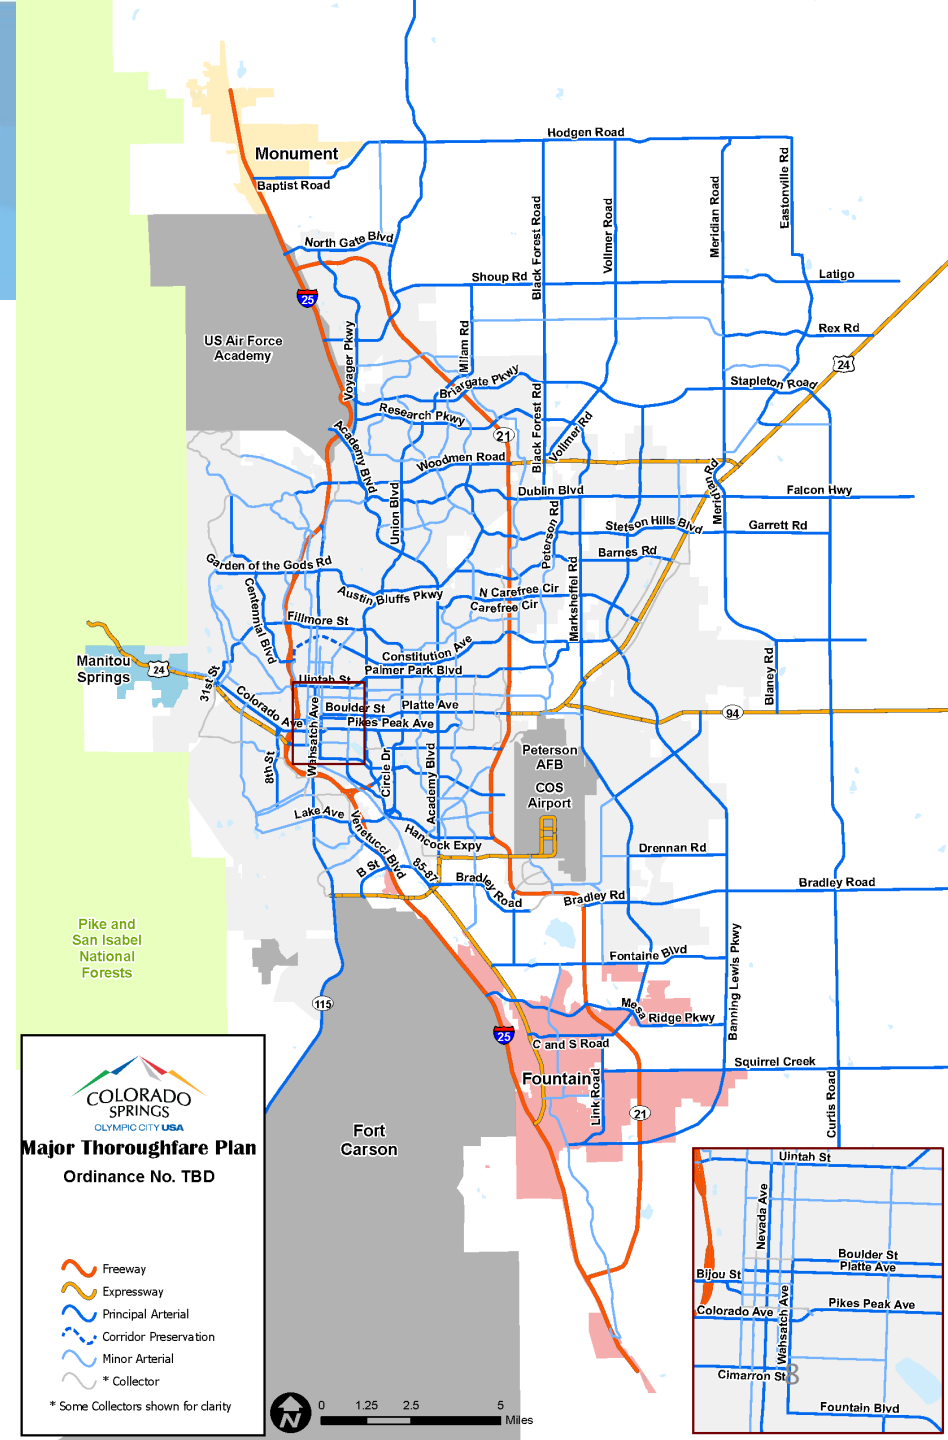 Hodgen Road
Monument
Baptist Road
Eastonville Rd
Meridian Road
Vollmer Road
Black Forest Road
North Gate Blvd
Shoup Rd
Latigo
25
US Air Force
Academy
Voyager Pkwy
Milam Rd
Rex Rd
24
Briargate Pkwy
Stapleton Road
Research Pkwy
Black Forest Rd
Vollmer Rd
21
Academy Blvd
Woodmen Road
Meridian Rd
Union Blvd
Dublin Blvd
Falcon Hwy
Peterson Rd
Stetson Hills Blvd
Garrett Rd
Barnes Rd
Garden of the Gods Rd
Centennial Blvd
Austin Bluffs Pkwy
N Carefree Cir
Carefree Cir
Marksheffel Rd
Fillmore St
Constitution Ave
Manitou
Springs
24
31st St
Palmer Park Blvd
Uintah St
Blaney Rd
Colorado Ave
Wahsatch Ave
Boulder St
Platte Ave
Pikes Peak Ave
94
8th St
Circle Dr
Academy Blvd
Peterson
AFB
COS
Airport
Lake Ave
Venetucci Blvd
Hancock Expy
Drennan Rd
B St
85-87
Bradley Road
Bradley Rd
Bradley Road
Pike and
San Isabel
National
Forests
Fontaine Blvd
Banning Lewis Pkwy
115
Mesa Ridge Pkwy
25
C and S Road
Squirrel Creek
Fountain
Link Road
21
Curtis Road
Fort
Carson
COLORADO
SPRINGS
OLYMPIC CITY USA
Major Thoroughfare Plan
Ordinance No. TBD
Freeway
Expressway
Principal Arterial
Corridor Preservation
Minor Arterial
* Collector
* Some Collectors shown for clarity
N
0 1.25 2.5 5
Miles
Uintah St
Nevada Ave
Boulder St
Platte Ave
Bijou St
Wahsatch Ave
Pikes Peak Ave
Colorado Ave
Cimarron St
8
Fountain Blvd